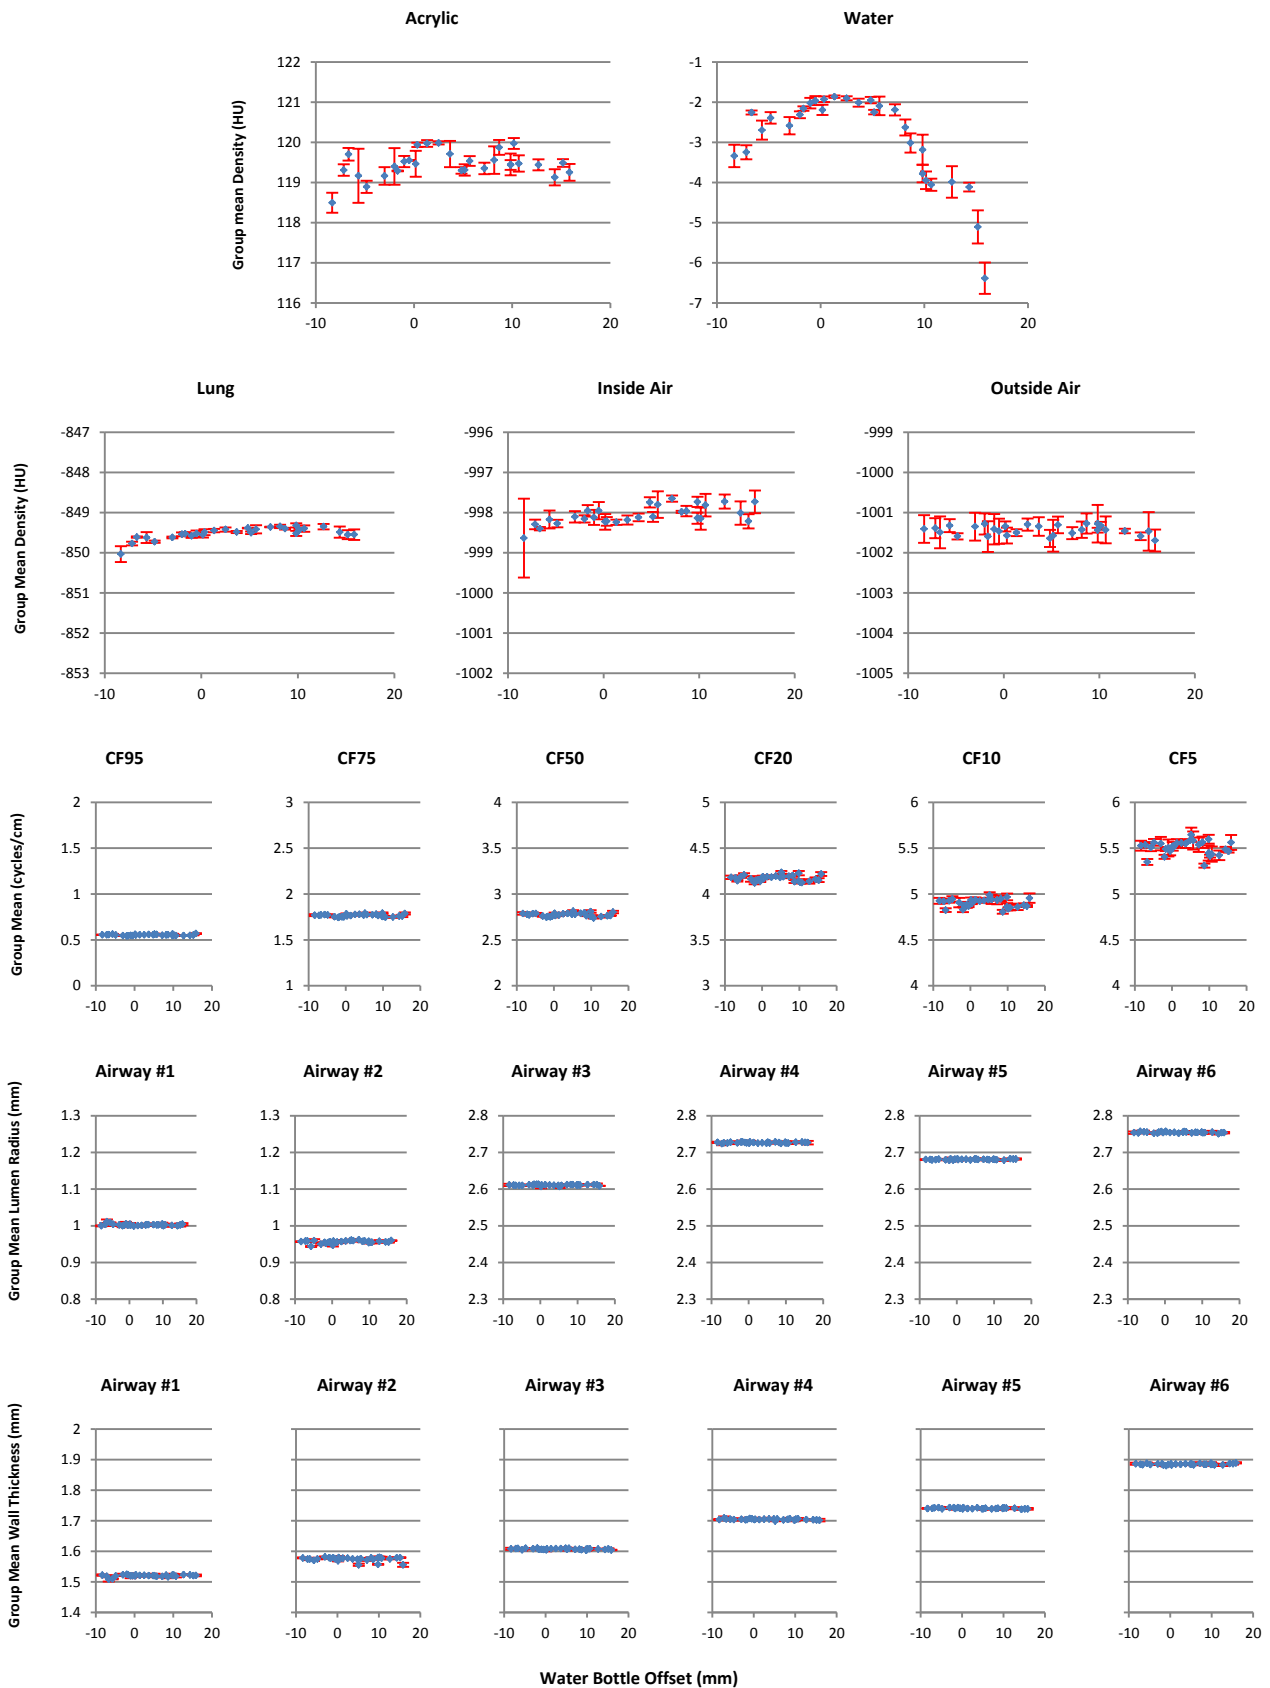 Acrylic Water
122 -1
121 -2
120 -3
119 -4
118 -5
117 -6
116 -7
-10 0 10 20 -10 0 10 20
Group mean Density (HU)
Lung Inside Air Outside Air
-847 -996 -999
-848 -997 -1000
-849 -998 -1001
-850 -999 -1002
-851 -1000 -1003
-852 -1001 -1004
-853 -1002 -1005
-10 0 10 20 -10 0 10 20 -10 0 10 20
Group Mean Density (HU)
CF95 CF75 CF50 CF20 CF10 CF5
2 3 4 5 6 6
1.5 2.5 3.5 4.5 5.5 5.5
1 2 3 4 5 5
0.5 1.5 2.5 3.5 4.5 4.5
0 1 2 3 4 4
-10 0 10 20 -10 0 10 20 -10 0 10 20 -10 0 10 20 -10 0 10 20 -10 0 10 20
Group Mean (cycles/cm)
Airway #1 Airway #2 Airway #3 Airway #4 Airway #5 Airway #6
1.3 1.3 2.8 2.8 2.8 2.8
1.2 1.2 2.7 2.7 2.7 2.7
1.1 1.1 2.6 2.6 2.6 2.6
1 1 2.5 2.5 2.5 2.5
0.9 0.9 2.4 2.4 2.4 2.4
0.8 0.8 2.3 2.3 2.3 2.3
-10 0 10 20 -10 0 10 20 -10 0 10 20 -10 0 10 20 -10 0 10 20 -10 0 10 20
Group Mean Lumen Radius (mm)
Airway #1 Airway #2 Airway #3 Airway #4 Airway #5 Airway #6
2
1.9
1.8
1.7
1.6
1.5
1.4
-10 0 10 20 -10 0 10 20 -10 0 10 20 -10 0 10 20 -10 0 10 20 -10 0 10 20
Group Mean Wall Thickness (mm)
Water Bottle Offset (mm)